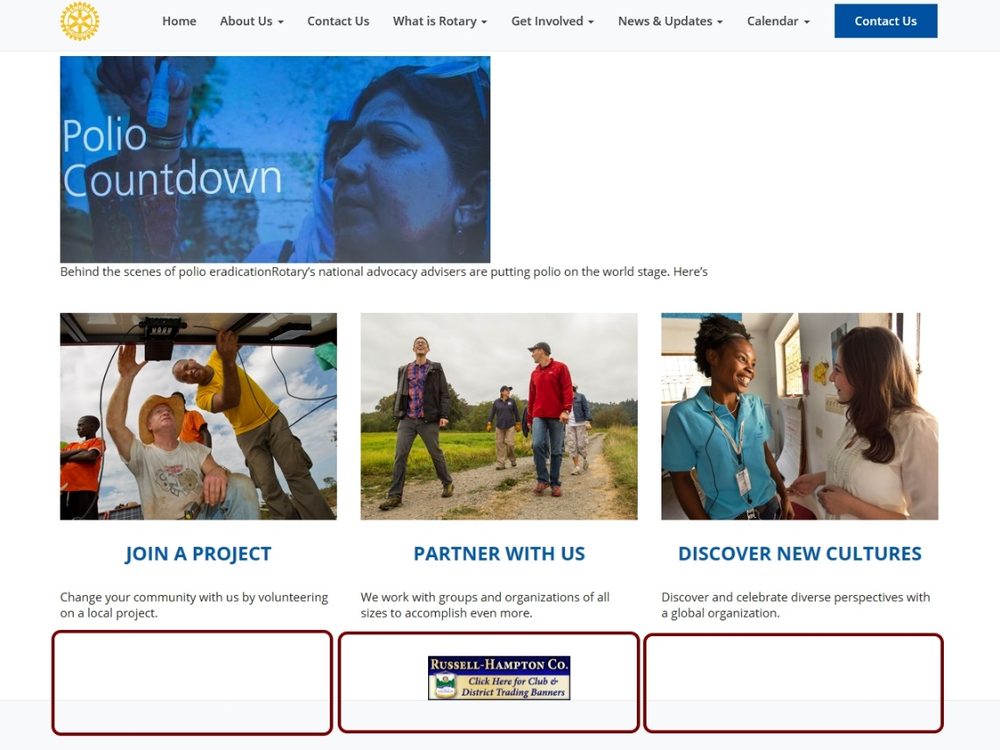 Home About Us Contact Us What is Rotary Get Involved News & Updates Calendar Contact Us
Polio
Countdown
Behind the scenes of polio eradicationRotary’s national advocacy advisers are putting polio on the world stage. Here’s
JOIN A PROJECT
Change your community with us by volunteering
on a local project.
PARTNER WITH US
We work with groups and organizations of all
sizes to accomplish even more.
DISCOVER NEW CULTURES
Discover and celebrate diverse perspectives with
a global organization.
RUSSELL-HAMPTON CO.
Click Here for Club &
District Trading Banners